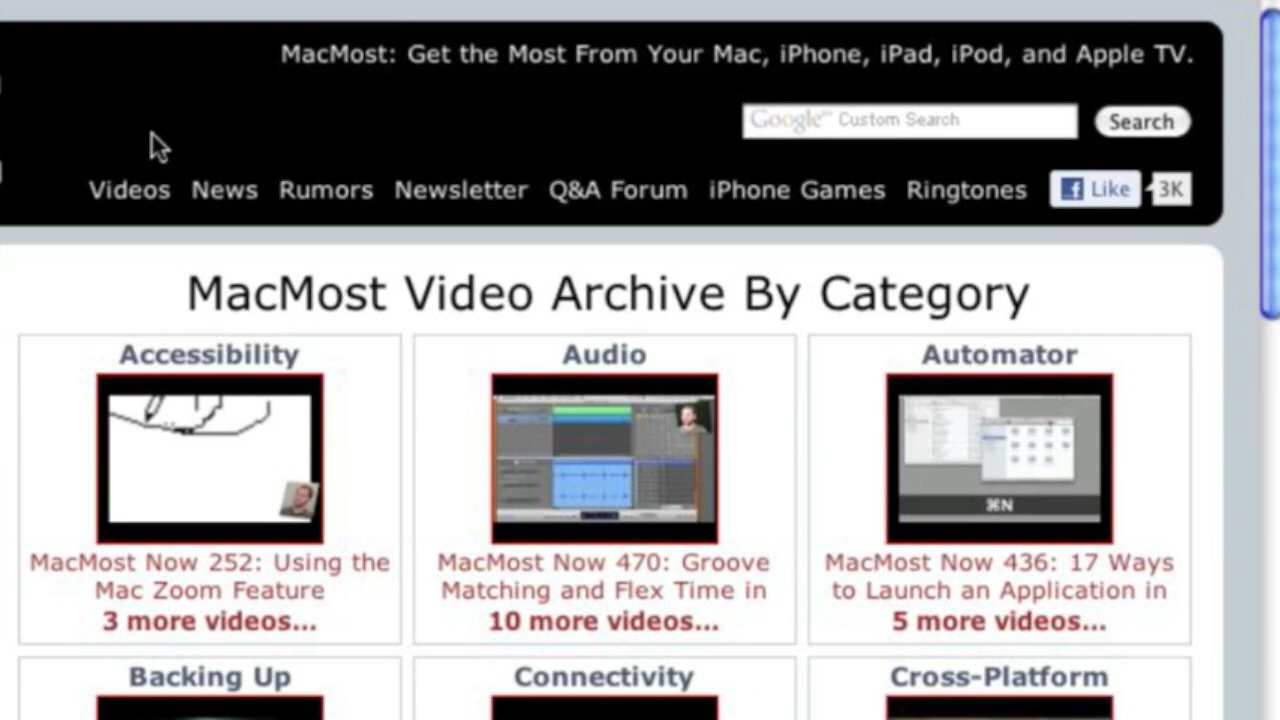 MacMost: Get the Most From Your Mac, iPhone, iPad, iPod, and Apple TV.
Google™ Custom Search Search
Videos News Rumors Newsletter Q&A Forum iPhone Games Ringtones Like 3K
MacMost Video Archive By Category
Accessibility
MacMost Now 252: Using the
Mac Zoom Feature
3 more videos...
Audio
MacMost Now 470: Groove
Matching and Flex Time in
10 more videos...
Automator
⌘N
MacMost Now 436: 17 Ways
to Launch an Application in
5 more videos...
Backing Up
Connectivity
Cross-Platform